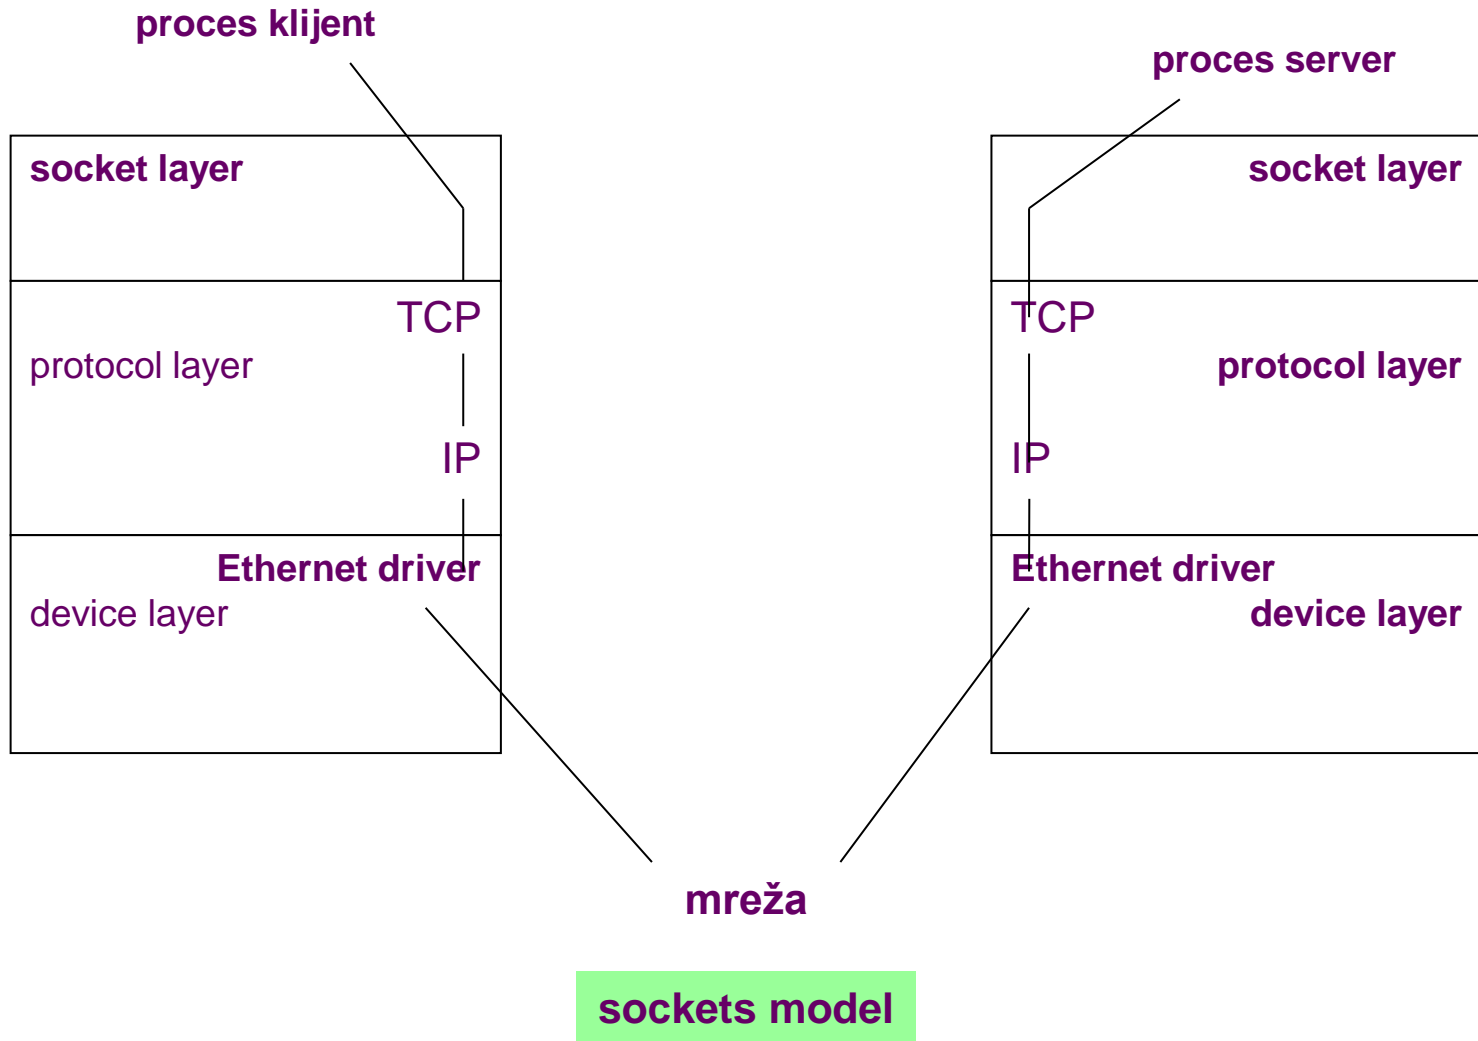 proces klijent
proces server
socket layer
TCP
protocol layer
IP
Ethernet driver
device layer
socket layer
TCP
protocol layer
IP
Ethernet driver
device layer
mreža
sockets model